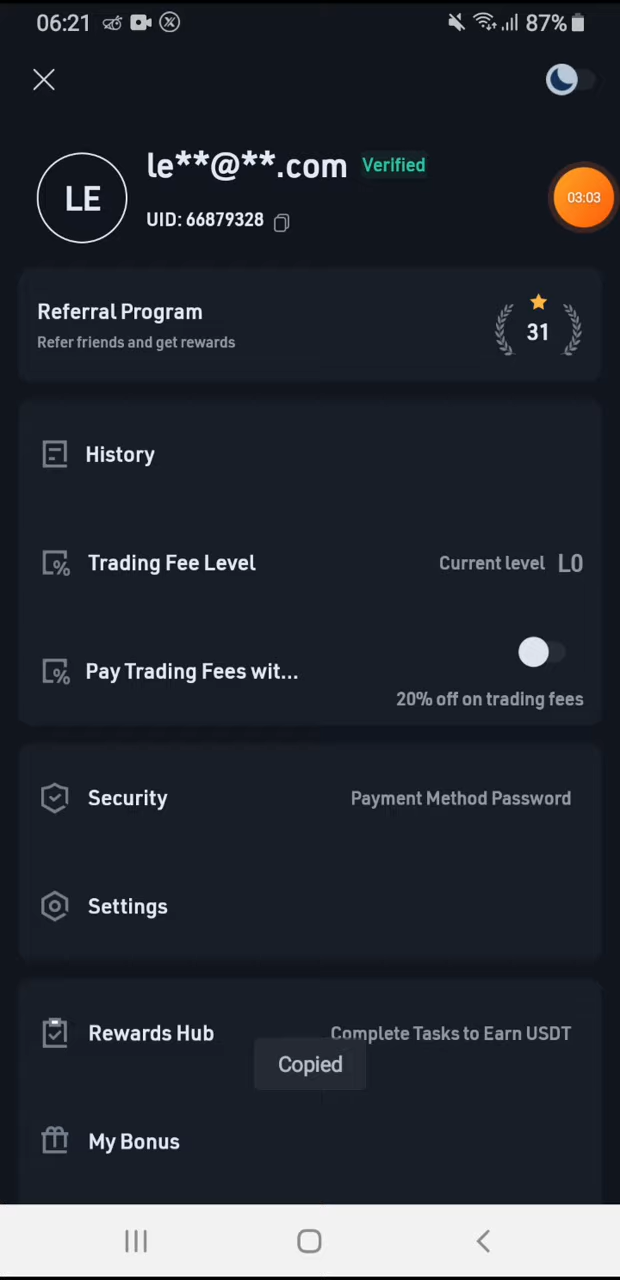 06:21 87%
le**@**.com Verified
LE
UID: 66879328
03:03
Referral Program
Refer friends and get rewards
31
History
Trading Fee Level Current level L0
Pay Trading Fees wit...
20% off on trading fees
Security Payment Method Password
Settings
Rewards Hub Complete Tasks to Earn USDT
Copied
My Bonus